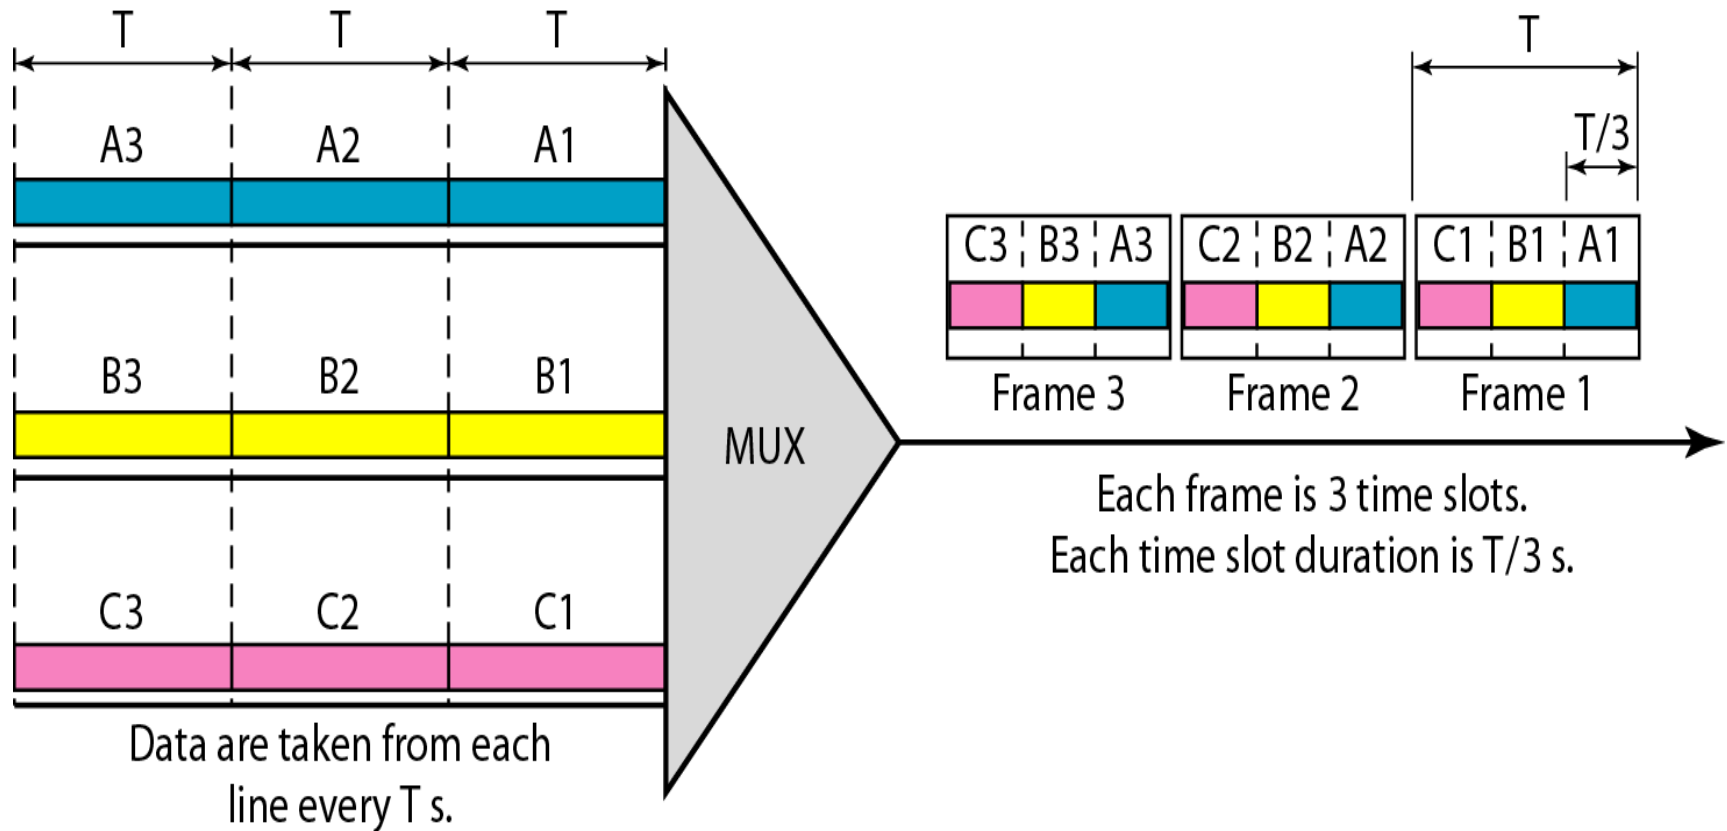 T T T
T
T/3
A3 A2 A1
B3 B2 B1
C3 C2 C1
Data are taken from each
line every T s.
MUX
C3 B3 A3 C2 B2 A2 C1 B1 A1
Frame 3 Frame 2 Frame 1
Each frame is 3 time slots.
Each time slot duration is T/3 s.